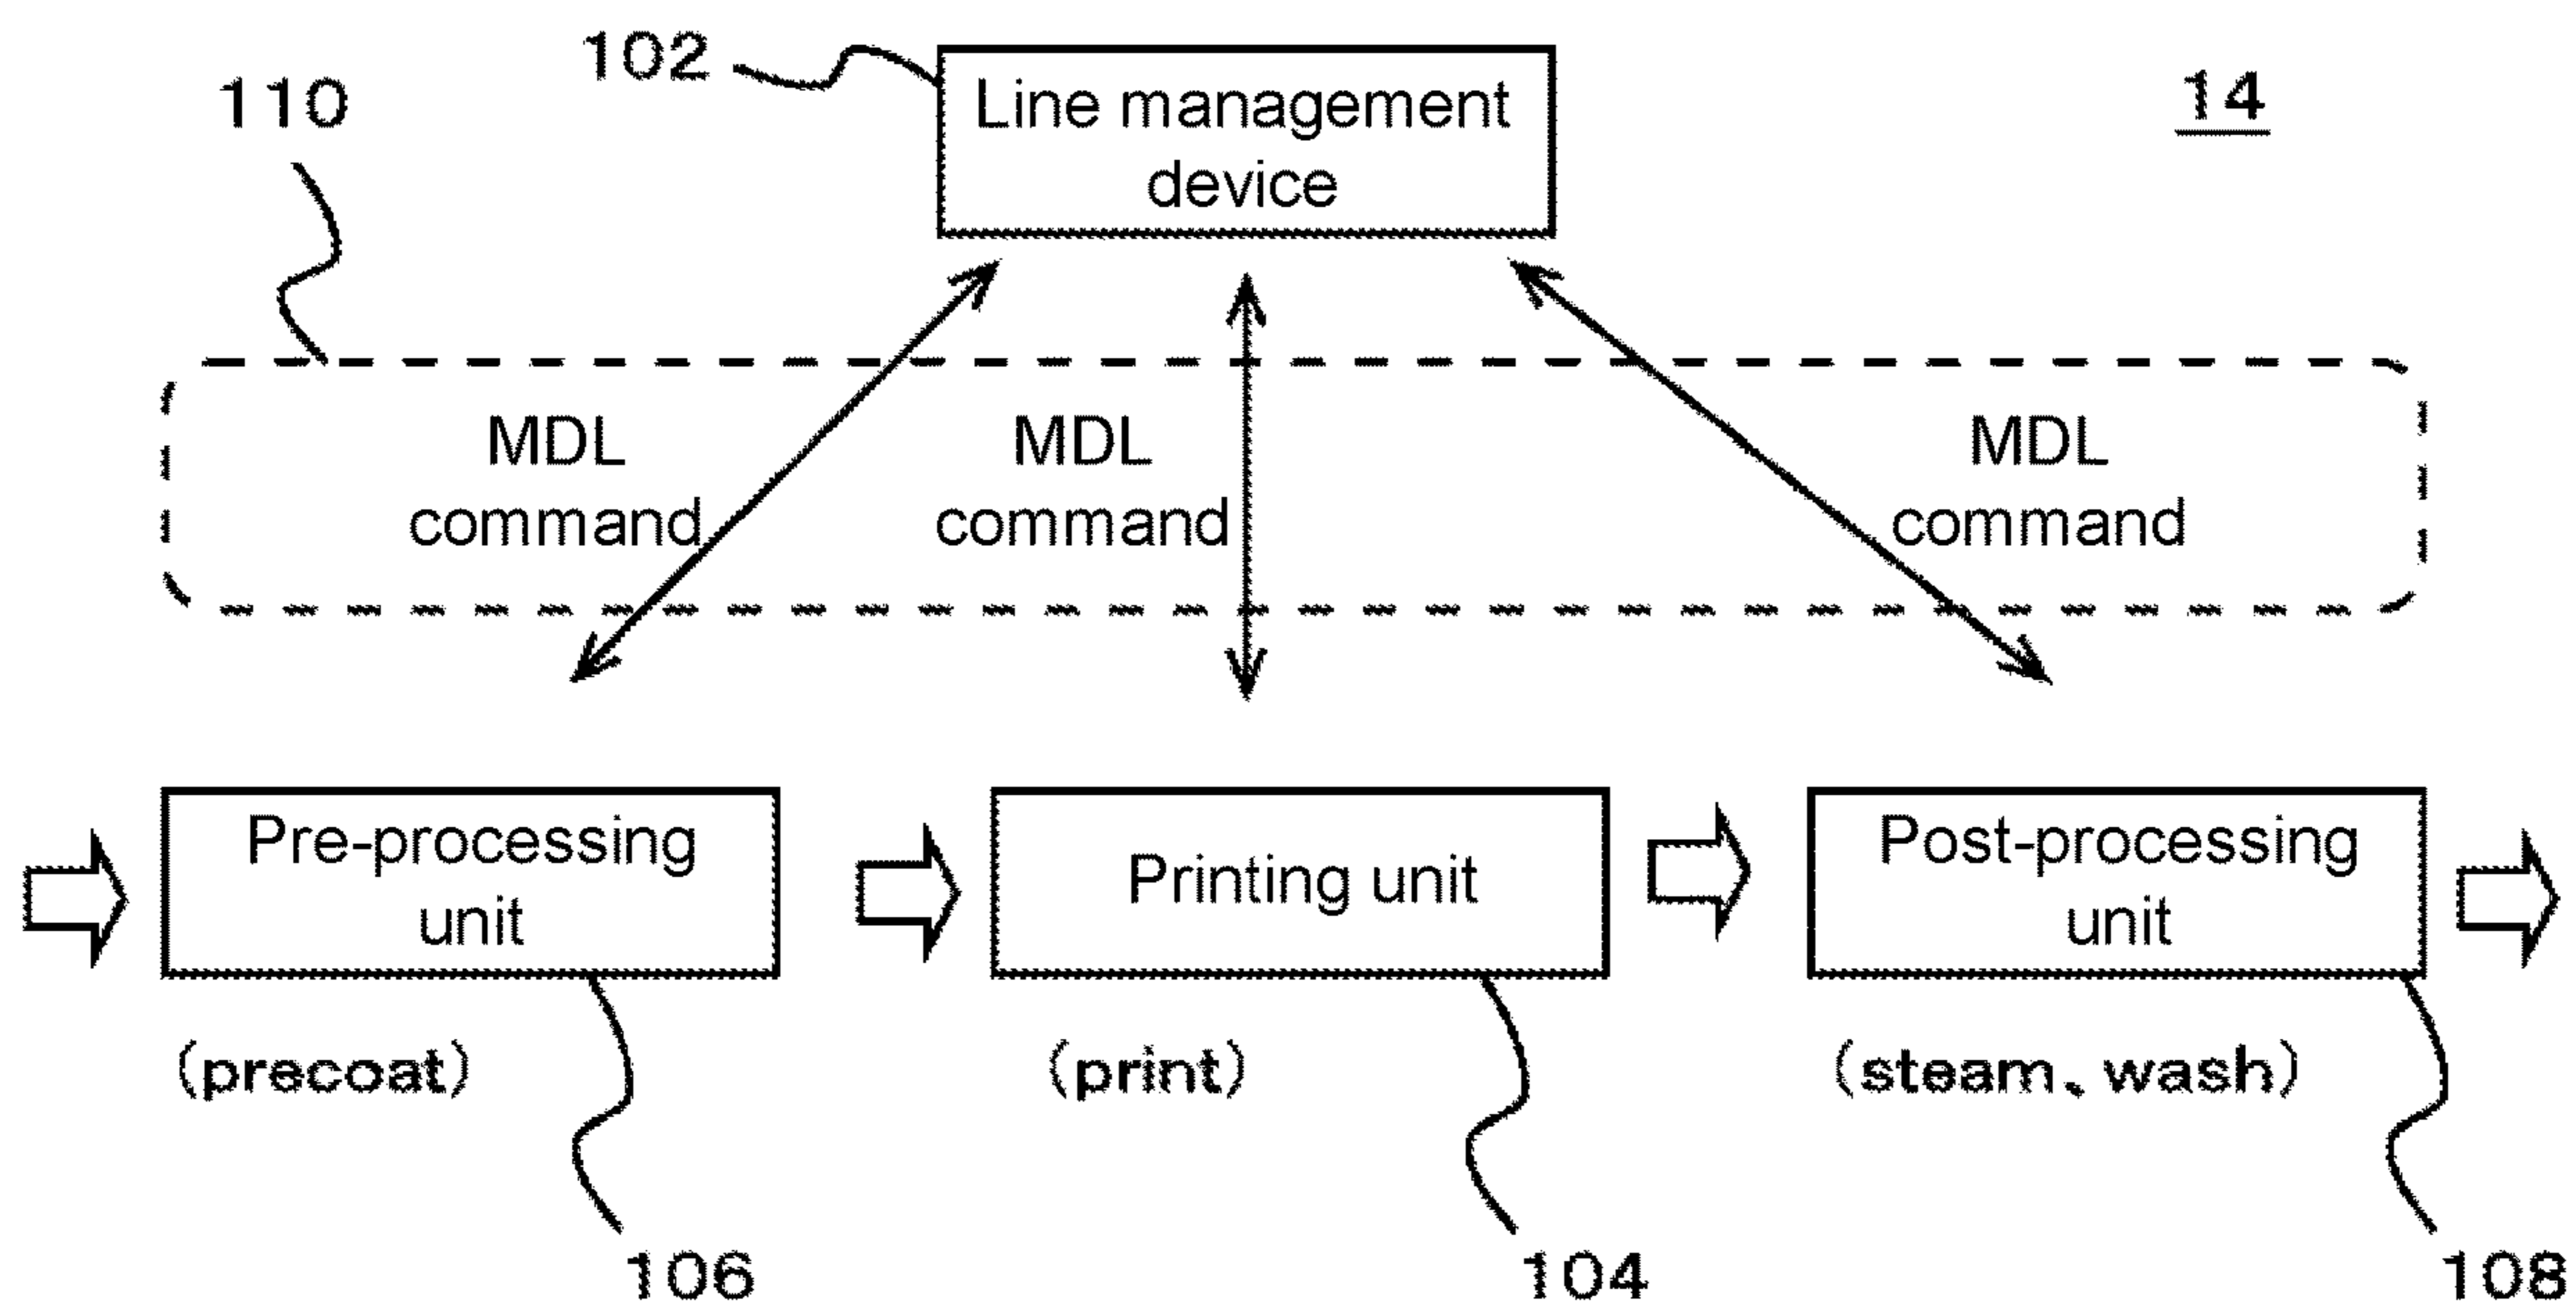 102
110
Line management
device
14
MDL
command
MDL
command
MDL
command
Pre-processing
unit
Printing unit
Post-processing
unit
(precoat)
(print)
(steam、wash)
106
104
108